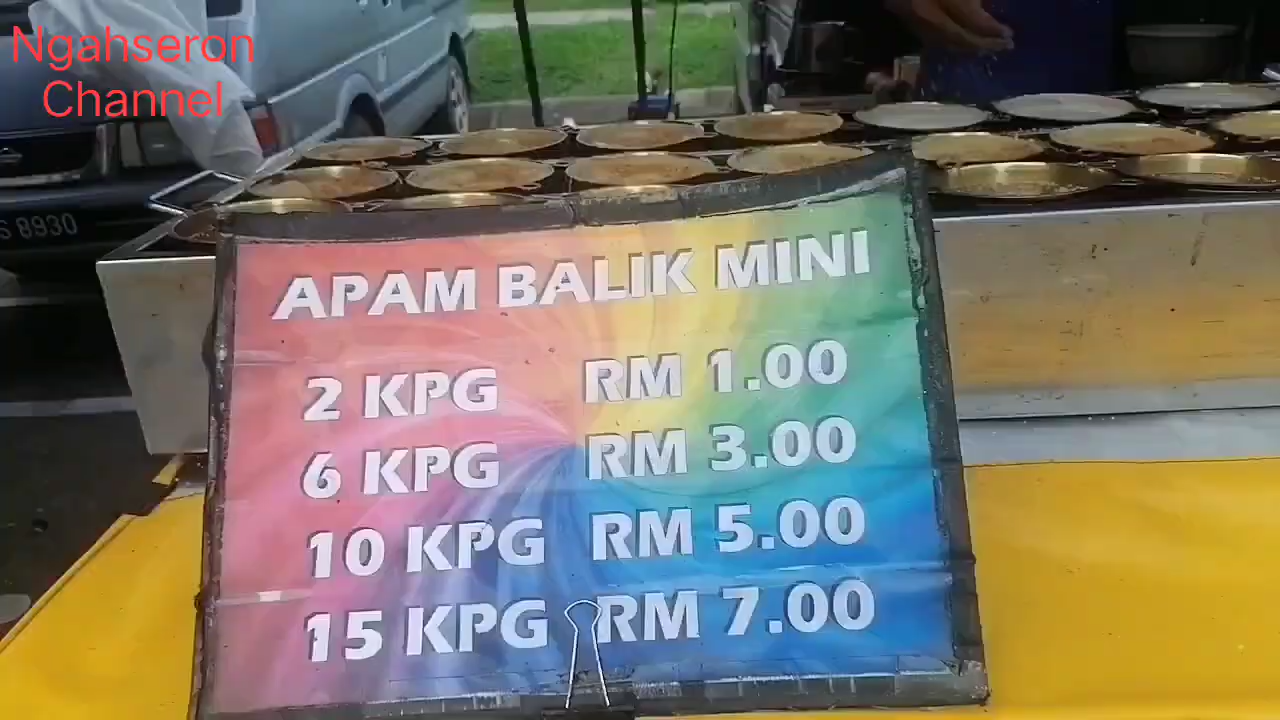 Ngahseron
Channel
S 8930
APAM BALIK MINI
2 KPG RM 1.00
6 KPG RM 3.00
10 KPG RM 5.00
15 KPG RM 7.00